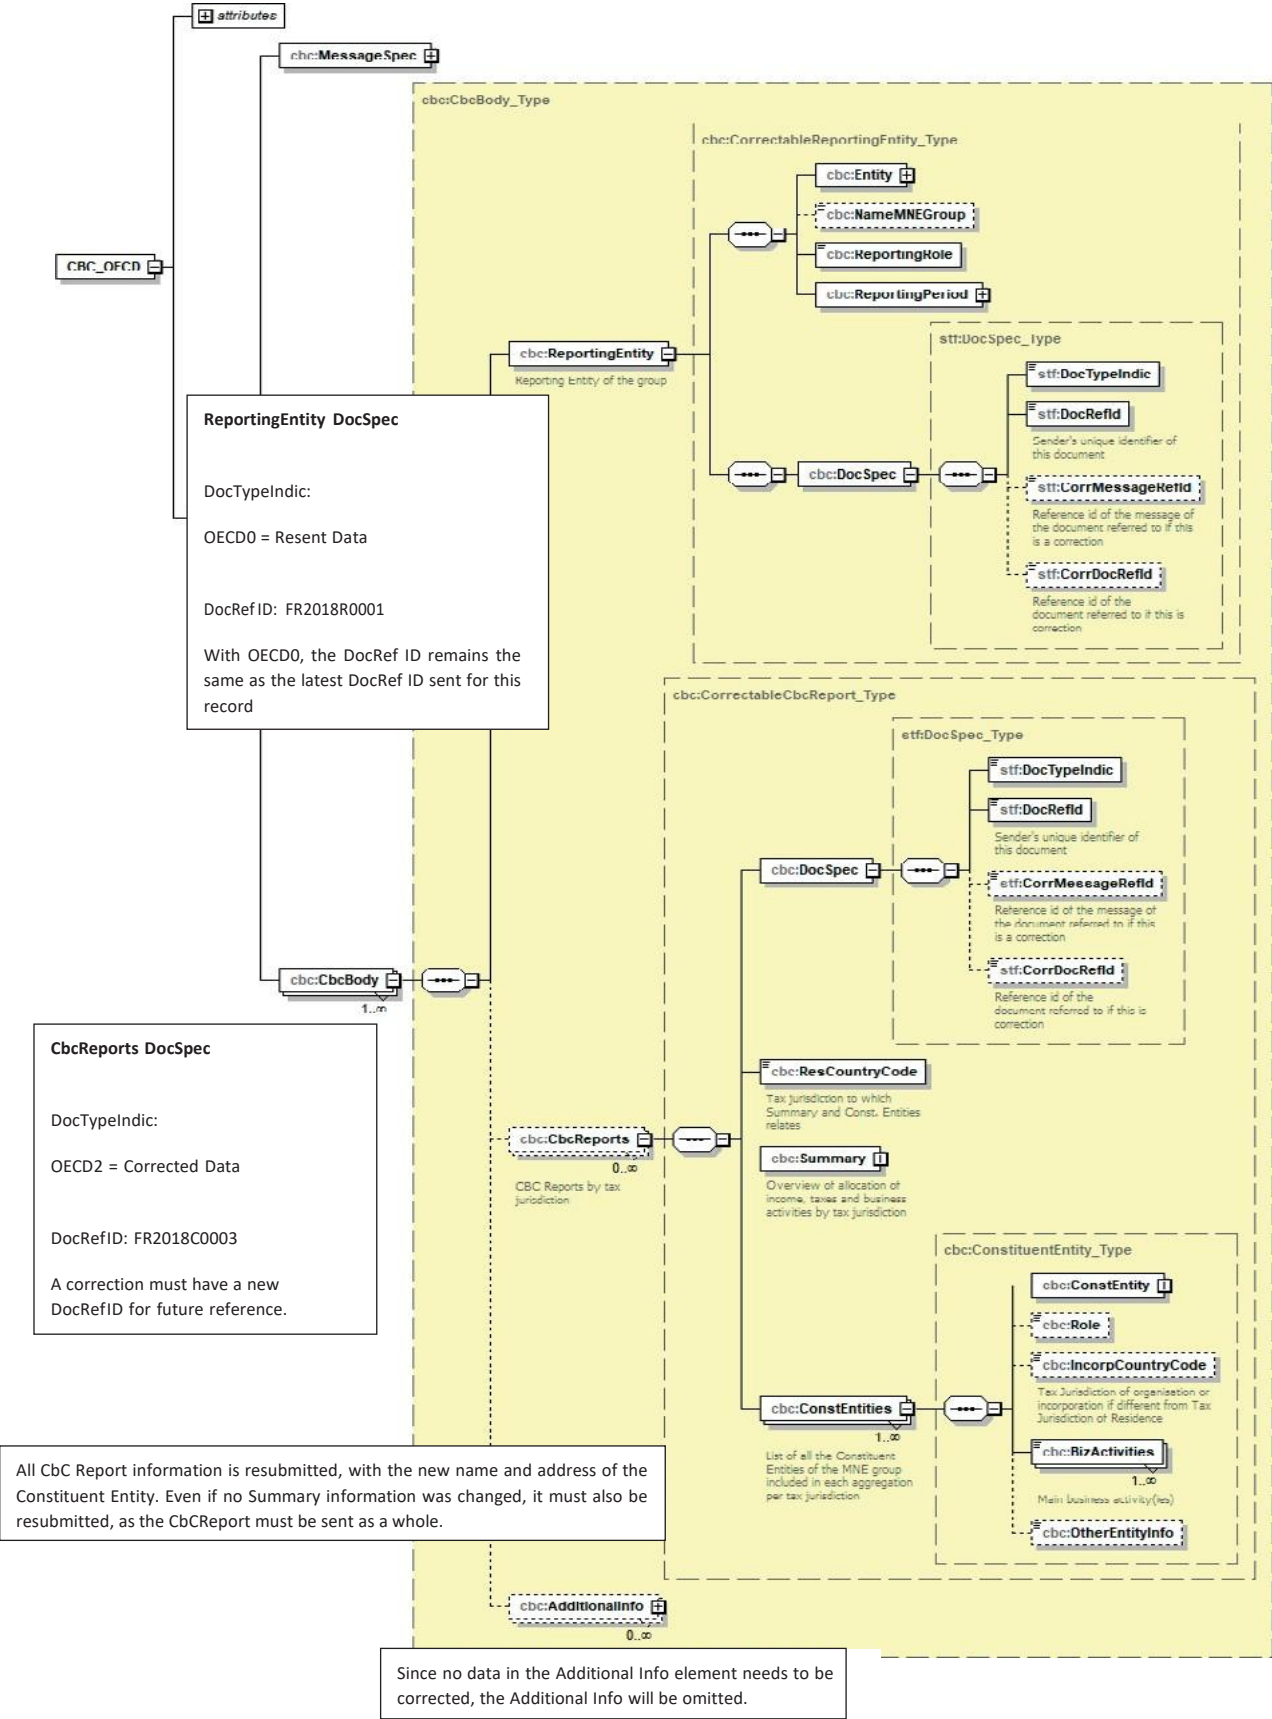 attributes
cbc:MessageSpec
cbc:CbcBody_Type
cbc:CorrectableReportingEntity_Type
cbc:Entity
cbc:NameMNEGroup
CBC_OECD
cbc:ReportingRole
cbc:ReportingPeriod
stf:DocSpec_Type
cbc:ReportingEntity
Reporting Entity of the group
stf:DocTypeIndic
stf:DocRefId
Sender's unique identifier of
this document
cbc:DocSpec
stf:CorrMessageRefId
Reference id of the message of
the document referred to if this
is a correction
stf:CorrDocRefId
Reference id of the
document referred to if this is
correction
ReportingEntity DocSpec
DocTypeIndic:
OECD0 = Resent Data
DocRefID: FR2018R0001
With OECD0, the DocRef ID remains the
same as the latest DocRef ID sent for this
record
cbc:CorrectableCbcReport_Type
stf:DocSpec_Type
stf:DocTypeIndic
stf:DocRefId
Sender's unique identifier of
this document
cbc:DocSpec
stf:CorrMessageRefId
Reference id of the message of
the document referred to if this
is a correction
stf:CorrDocRefId
Reference id of the
document referred to if this is
correction
cbc:CbcBody
1..∞
CbcReports DocSpec
DocTypeIndic:
OECD2 = Corrected Data
DocRefID: FR2018C0003
A correction must have a new
DocRefID for future reference.
cbc:ResCountryCode
Tax jurisdiction to which
Summary and Const. Entities
relates
cbc:CbcReports
0..∞
CBC Reports by tax
jurisdiction
cbc:Summary
Overview of allocation of
income, taxes and business
activities by tax jurisdiction
cbc:ConstituentEntity_Type
cbc:ConstEntity
cbc:Role
cbc:IncorpCountryCode
Tax Jurisdiction of organisation or
incorporation if different from Tax
Jurisdiction of Residence
cbc:ConstEntities
1..∞
List of all the Constituent
Entities of the MNE group
included in each aggregation
per tax jurisdiction
cbc:BizActivities
1..∞
Main business activity(ies)
cbc:OtherEntityInfo
All CbC Report information is resubmitted, with the new name and address of the
Constituent Entity. Even if no Summary information was changed, it must also be
resubmitted, as the CbCReport must be sent as a whole.
cbc:AdditionalInfo
0..∞
Since no data in the Additional Info element needs to be
corrected, the Additional Info will be omitted.